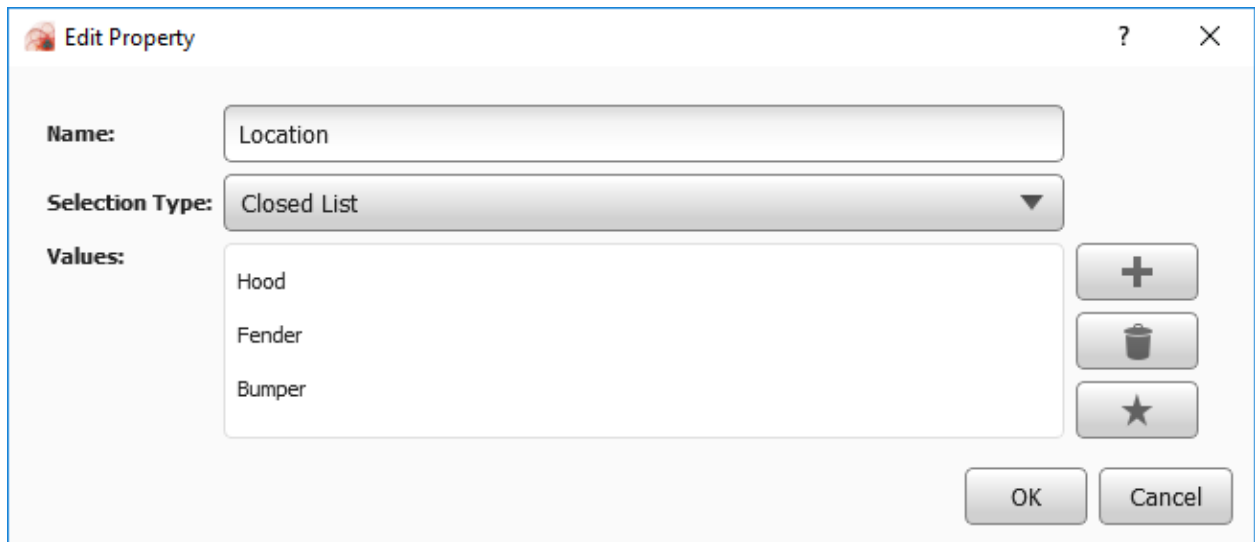 Edit Property
Name: Location
Selection Type: Closed List
Values:
Hood
Fender
Bumper
OK Cancel